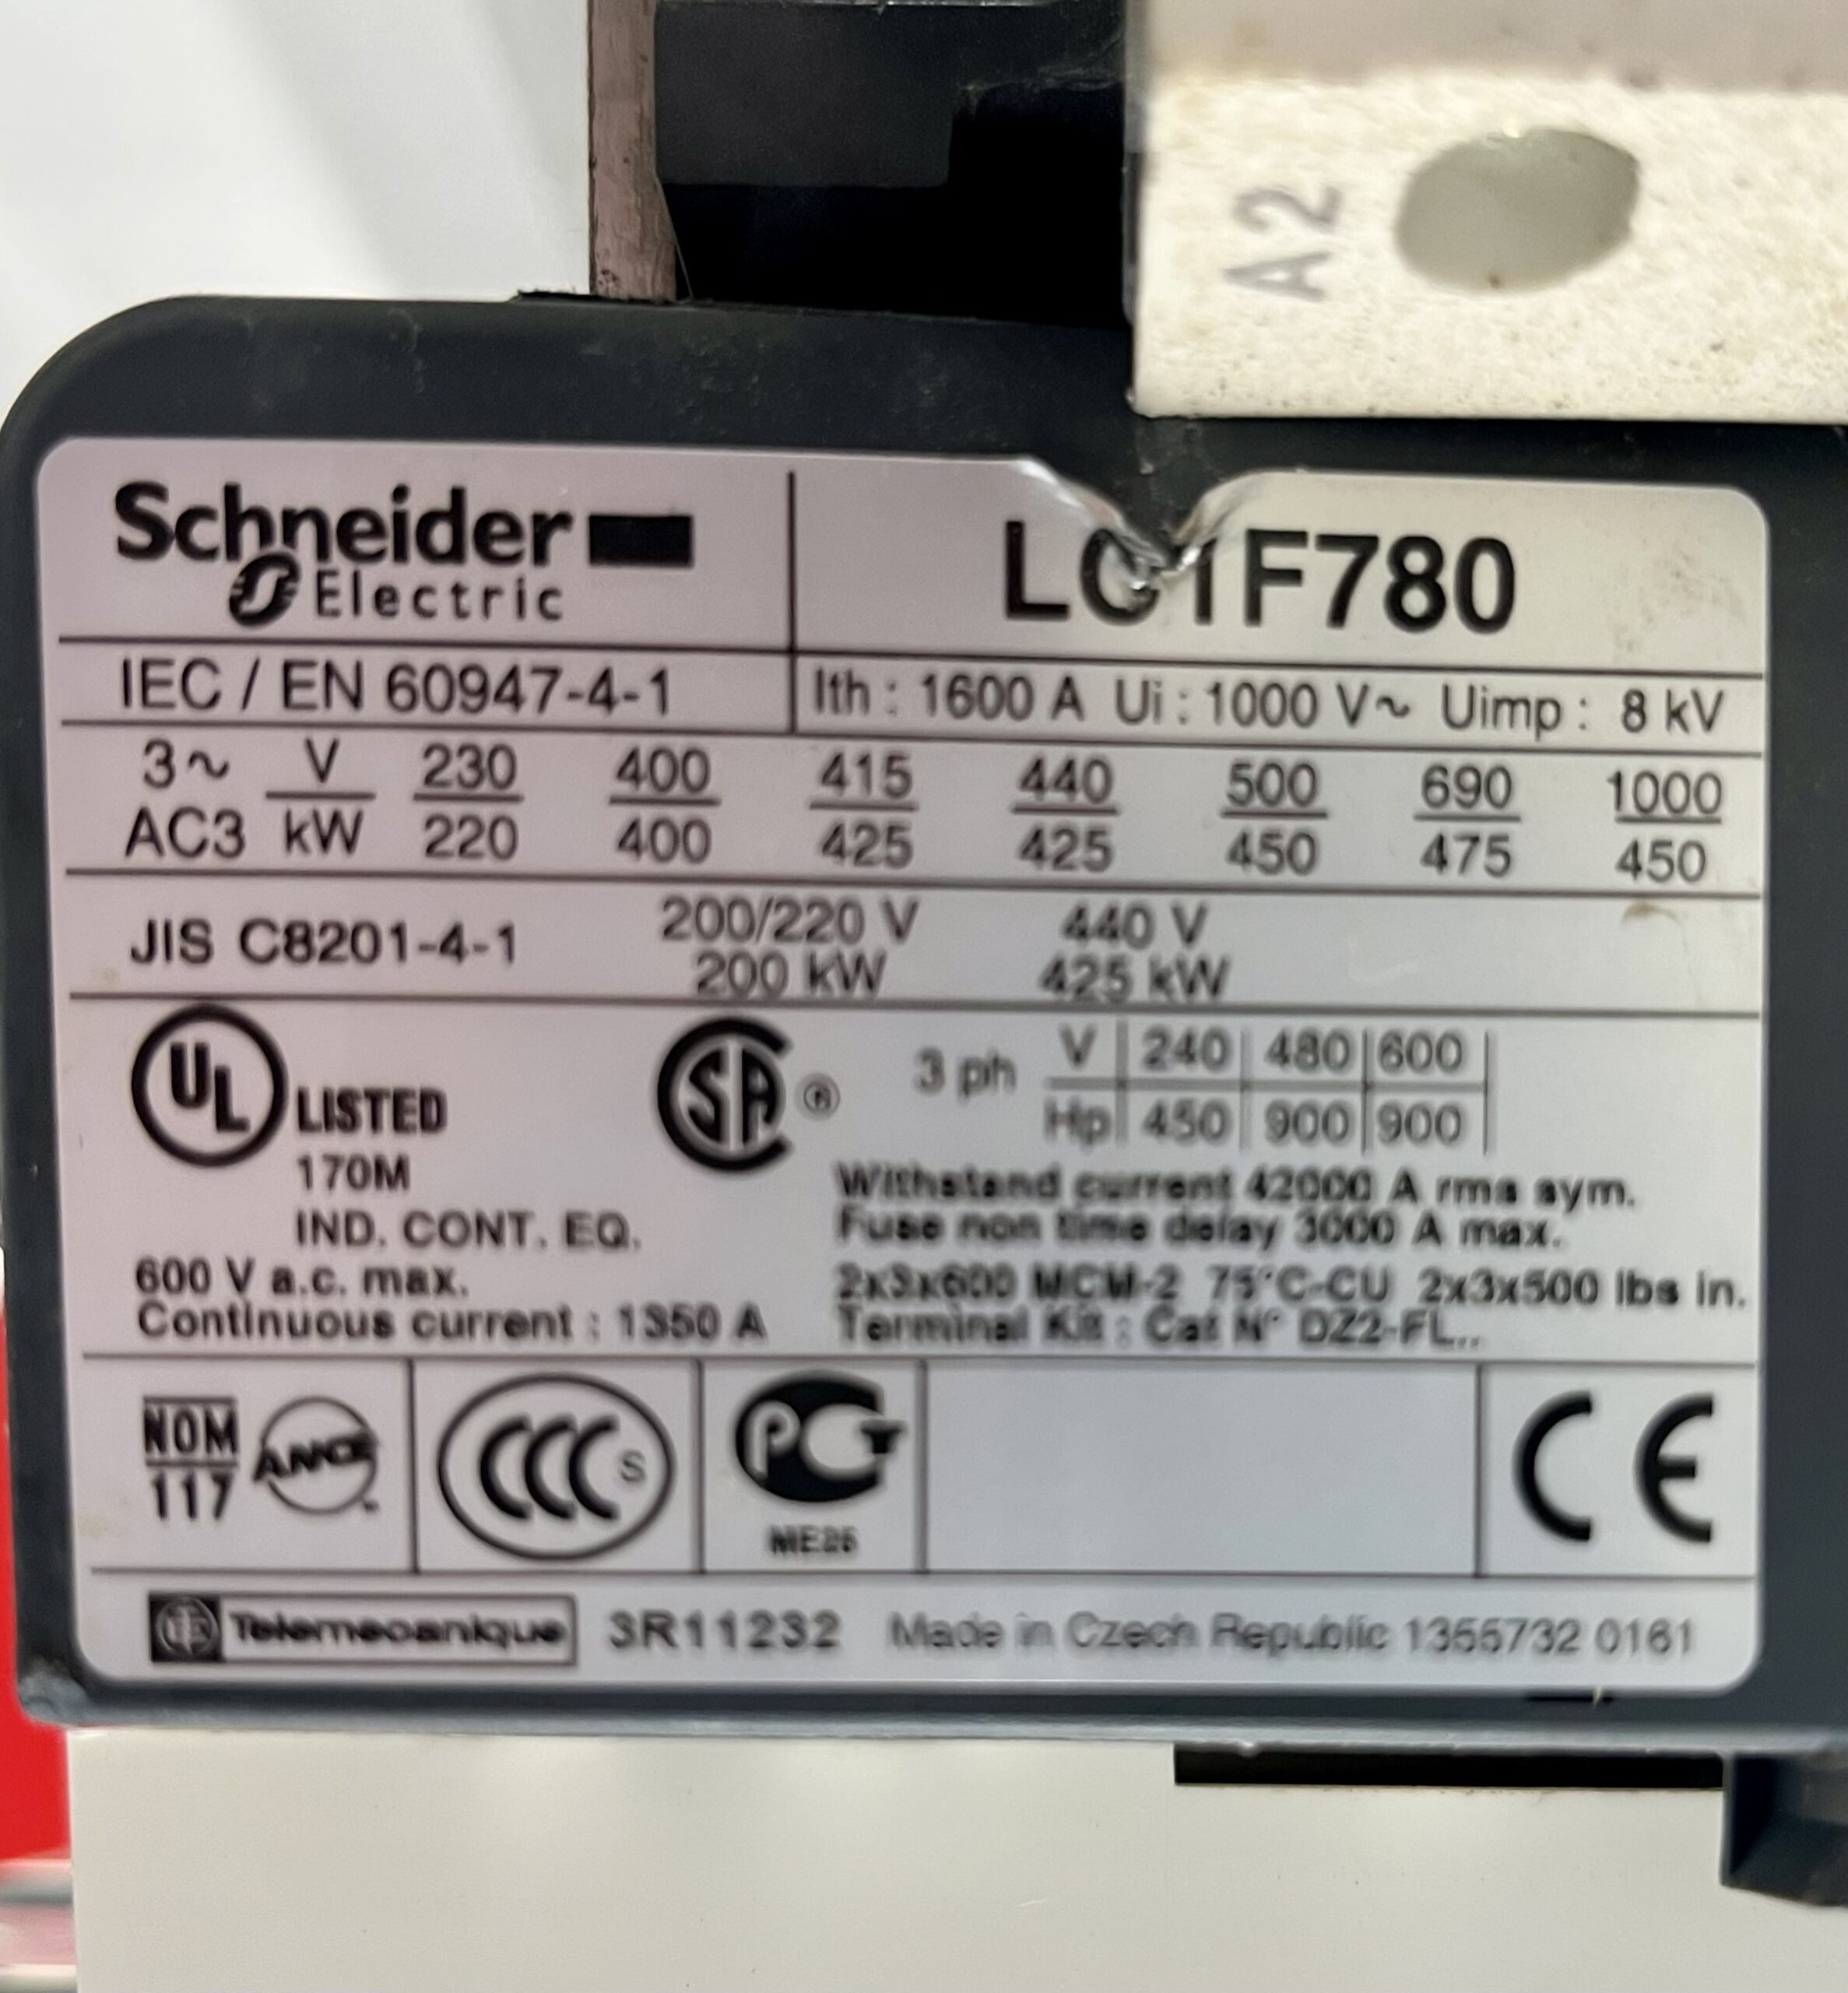 A2
Schneider
Electric
LC1F780
IEC / EN 60947-4-1
Ith : 1600 A Ui : 1000 V~ Uimp : 8 kV
3~ V 230 400 415 440 500 690 1000
AC3 kW 220 400 425 425 450 475 450
JIS C8201-4-1
200/220 V 440 V
200 kW 425 kW
UL LISTED
170M
IND. CONT. EQ.
600 V a.c. max.
Continuous current : 1350 A
SA ®
3 ph V 240 480 600
Hp 450 900 900
Withstand current 42000 A rms sym.
Fuse non time delay 3000 A max.
2x3x600 MCM-2 75°C-CU 2x3x500 lbs in.
Terminal Kit : Cat N° DZ2-FL..
NOM
117
ANCE
CCC S
PCT
ME25
CE
TE Telemecanique 3R11232 Made in Czech Republic 1355732 0161